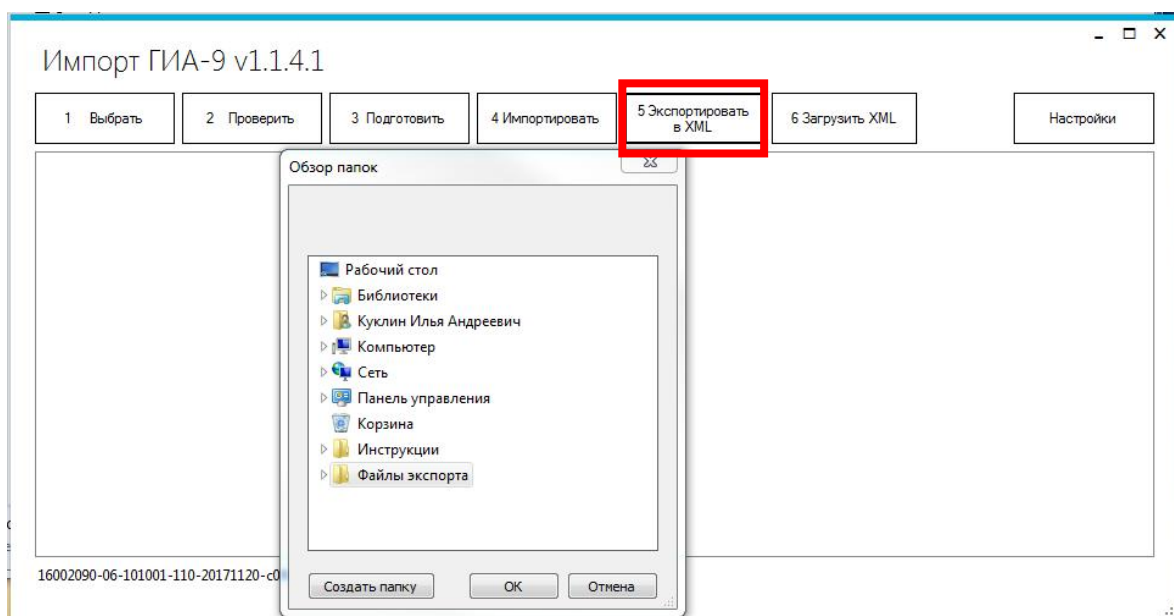 Импорт ГИА-9 v1.1.4.1
1 Выбрать
2 Проверить
3 Подготовить
4 Импортировать
5 Экспортировать
в XML
6 Загрузить XML
Настройки
Обзор папок
Рабочий стол
Библиотеки
Куклин Илья Андреевич
Компьютер
Сеть
Панель управления
Корзина
Инструкции
Файлы экспорта
16002090-06-101001-110-20171120-c0
Создать папку
ОК
Отмена